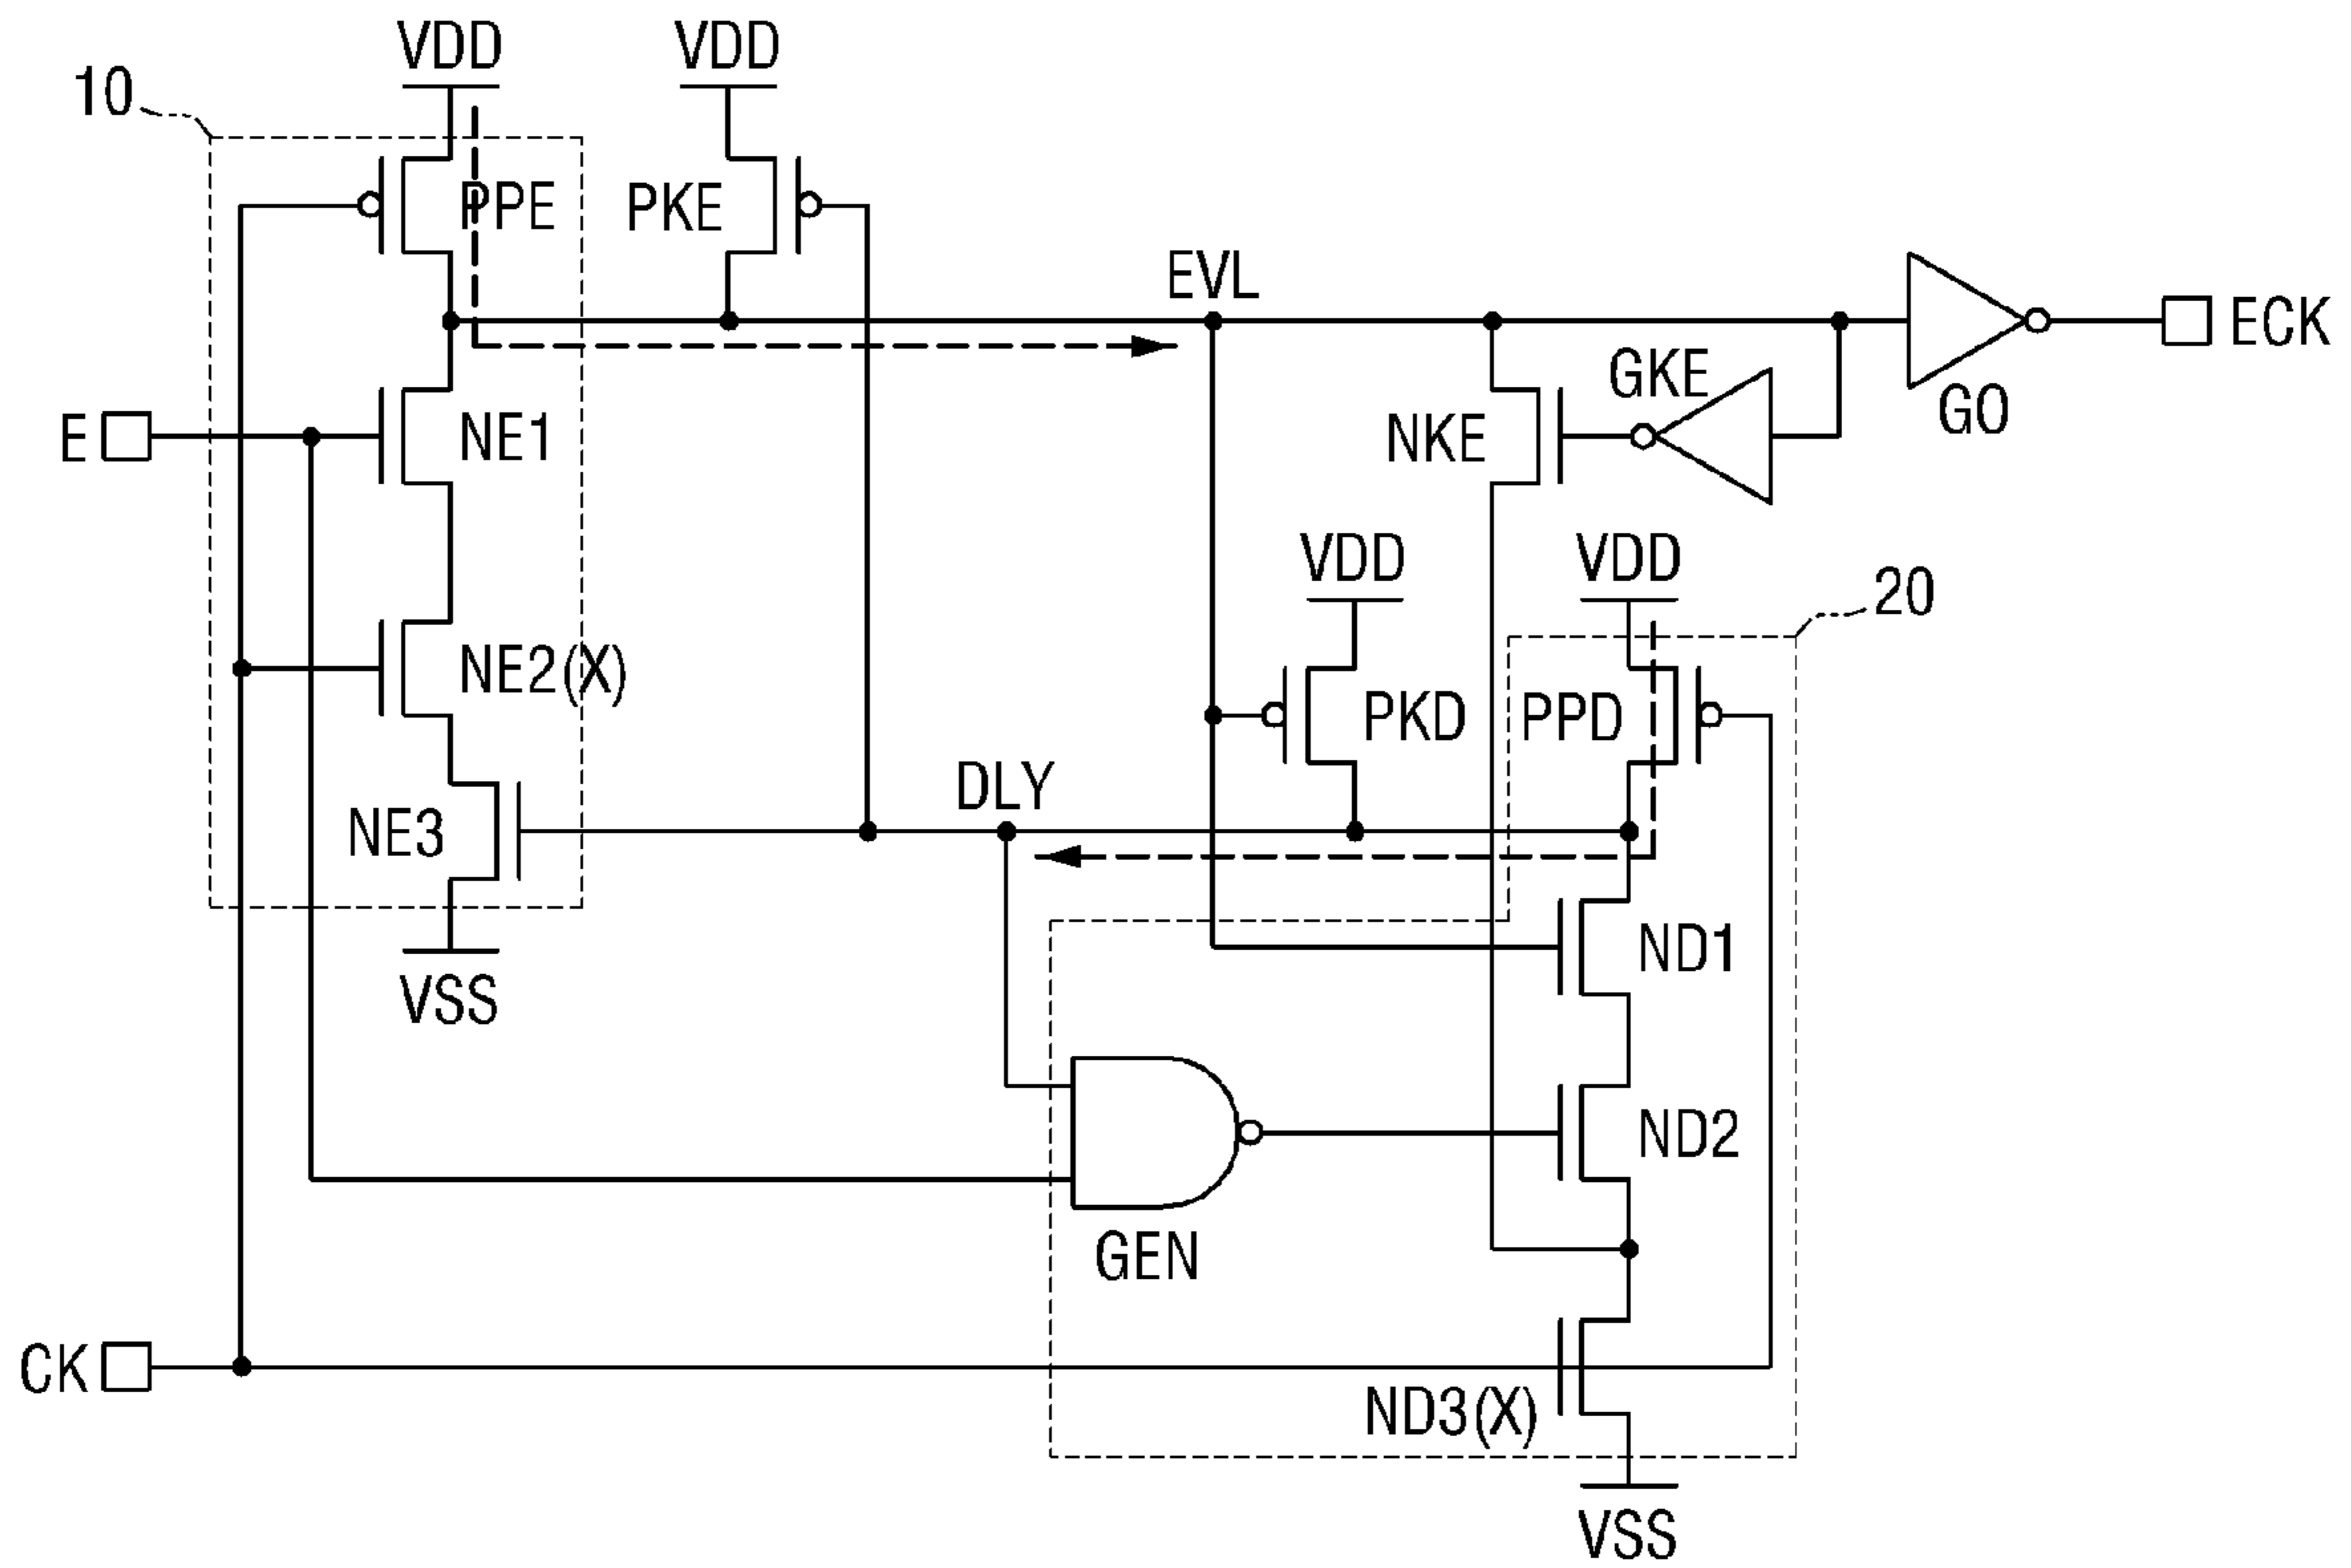 VDD
VDD
10
PPE
PKE
EVL
ECK
GKE
GO
E
NE1
NKE
VDD
VDD
20
NE2(X)
PKD
PPD
DLY
NE3
ND1
VSS
ND2
GEN
CK
ND3(X)
VSS